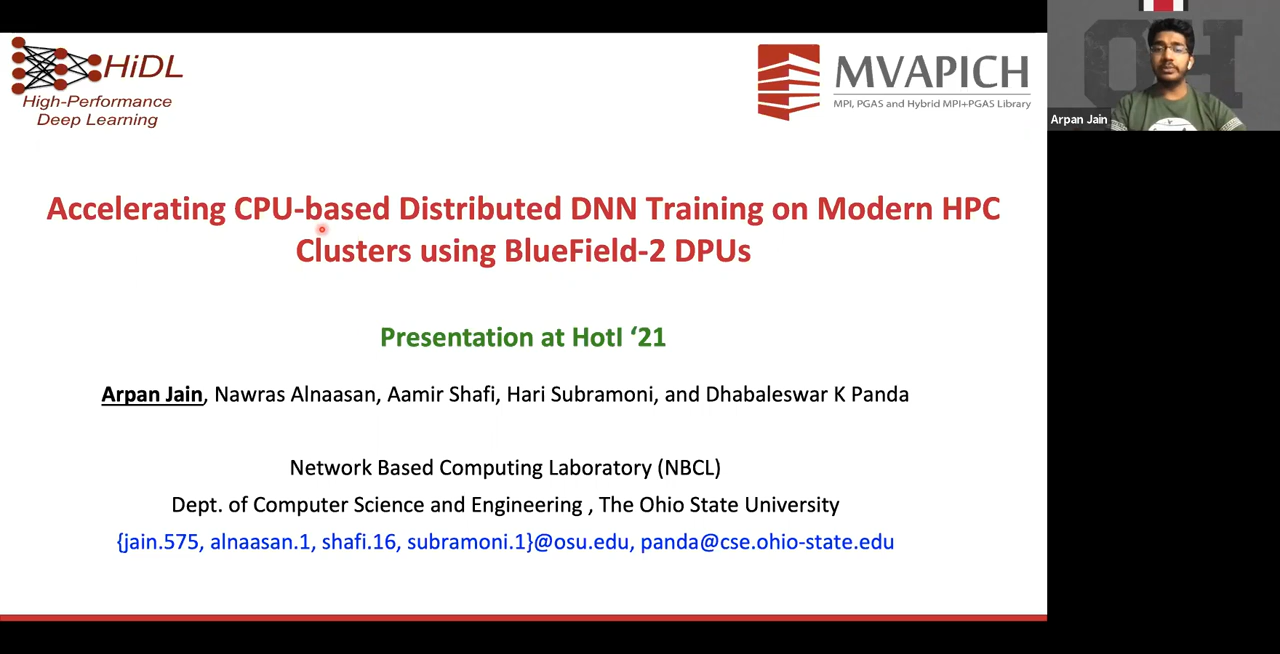 HiDL
High-Performance
Deep Learning
MVAPICH
MPI, PGAS and Hybrid MPI+PGAS Library
Arpan Jain
Accelerating CPU-based Distributed DNN Training on Modern HPC
Clusters using BlueField-2 DPUs
Presentation at HotI ‘21
Arpan Jain, Nawras Alnaasan, Aamir Shafi, Hari Subramoni, and Dhabaleswar K Panda
Network Based Computing Laboratory (NBCL)
Dept. of Computer Science and Engineering , The Ohio State University
{jain.575, alnaasan.1, shafi.16, subramoni.1}@osu.edu, panda@cse.ohio-state.edu